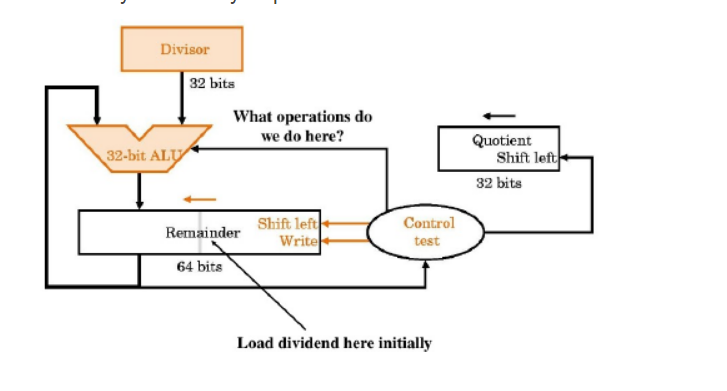 Divisor
32 bits
What operations do
we do here?
32-bit ALU
Quotient
Shift left
32 bits
Shift left
Remainder
Write
Control
test
64 bits
Load dividend here initially